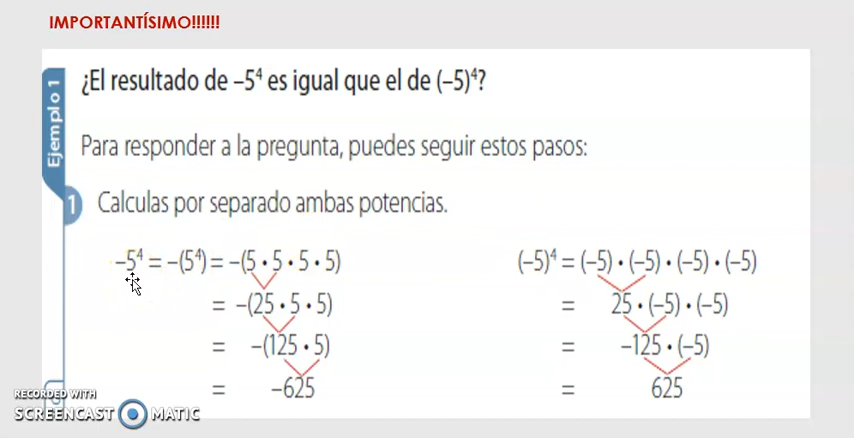 IMPORTANTÍSIMO!!!!!!
Ejemplo 1
¿El resultado de –5⁴ es igual que el de (–5)⁴?
Para responder a la pregunta, puedes seguir estos pasos:
1 Calculas por separado ambas potencias.
–5⁴ = –(5⁴) = –(5 • 5 • 5 • 5)
= –(25 • 5 • 5)
= –(125 • 5)
= –625
(–5)⁴ = (–5) • (–5) • (–5) • (–5)
= 25 • (–5) • (–5)
= –125 • (–5)
= 625
RECORDED WITH
SCREENCAST MATIC